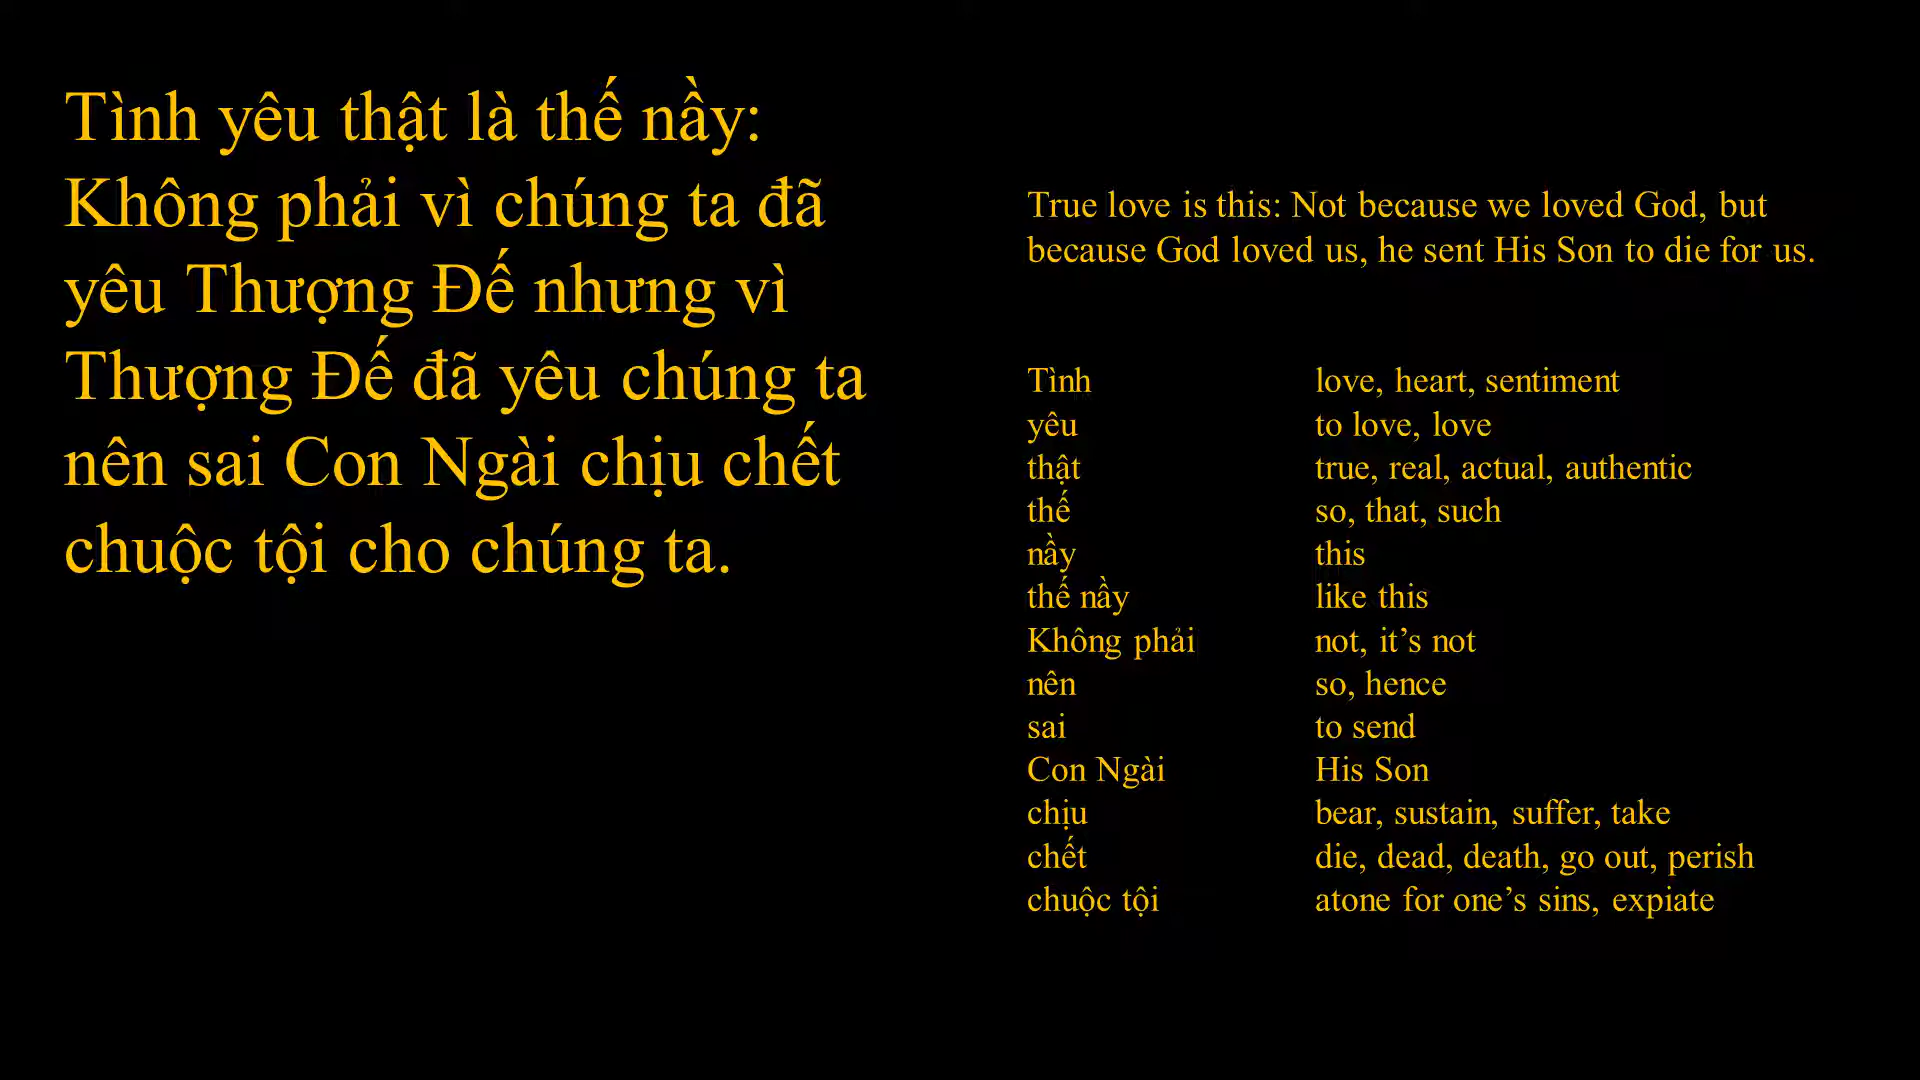 Tình yêu thật là thế nầy:
Không phải vì chúng ta đã
yêu Thượng Đế nhưng vì
Thượng Đế đã yêu chúng ta
nên sai Con Ngài chịu chết
chuộc tội cho chúng ta.
True love is this: Not because we loved God, but
because God loved us, he sent His Son to die for us.
Tình love, heart, sentiment
yêu to love, love
thật true, real, actual, authentic
thế so, that, such
nầy this
thế nầy like this
Không phải not, it’s not
nên so, hence
sai to send
Con Ngài His Son
chịu bear, sustain, suffer, take
chết die, dead, death, go out, perish
chuộc tội atone for one’s sins, expiate